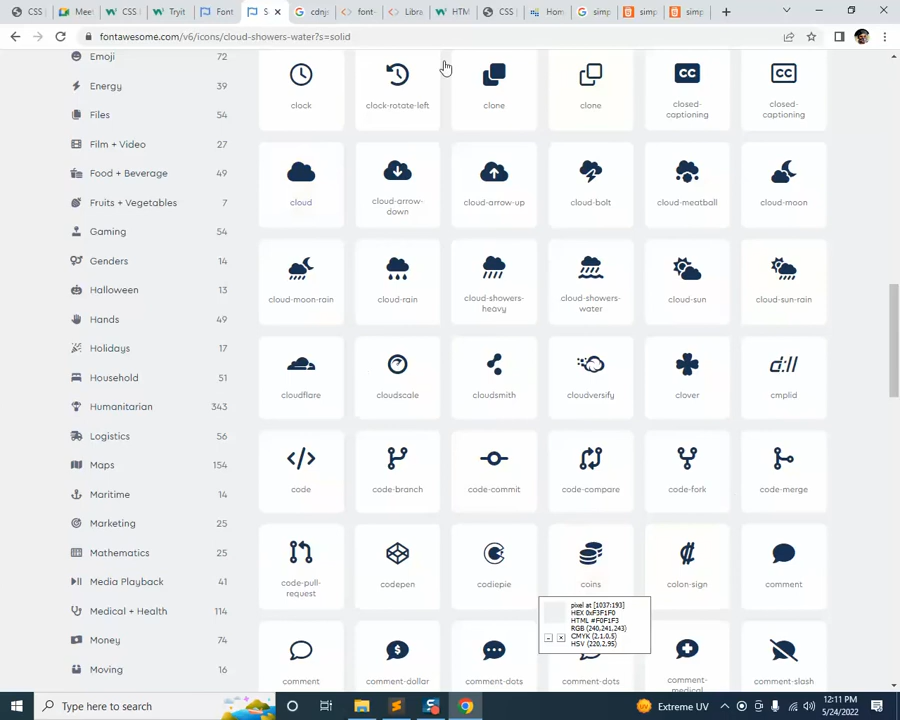 CSS
Mee
CSS
Tryit
Font
S
cdnjs
font-
Libra
HTM
CSS
Hom
simp
simp
simp
fontawesome.com/v6/icons/cloud-showers-water?s=solid
Emoji 72
Energy 39
Files 54
Film + Video 27
Food + Beverage 49
Fruits + Vegetables 7
Gaming 54
Genders 14
Halloween 13
Hands 49
Holidays 17
Household 51
Humanitarian 343
Logistics 56
Maps 154
Maritime 14
Marketing 25
Mathematics 25
Media Playback 41
Medical + Health 114
Money 74
Moving 16
clock
clock-rotate-left
clone
clone
closed-
captioning
closed-
captioning
cloud
cloud-arrow-
down
cloud-arrow-up
cloud-bolt
cloud-meatball
cloud-moon
cloud-moon-rain
cloud-rain
cloud-showers-
heavy
cloud-showers-
water
cloud-sun
cloud-sun-rain
cloudflare
cloudscale
cloudsmith
cloudversify
clover
cmplid
code
code-branch
code-commit
code-compare
code-fork
code-merge
code-pull-
request
codepen
codiepie
coins
colon-sign
comment
comment
comment-dollar
comment-dots
comment-dots
comment-
medical
comment-slash
pixel at [1037:193]
HEX 0xF3F1F0
HTML #F0F1F3
RGB (240,241,243)
CMYK (2,1,0,5)
HSV (220,2,95)
Type here to search
Extreme UV
12:11 PM
5/24/2022